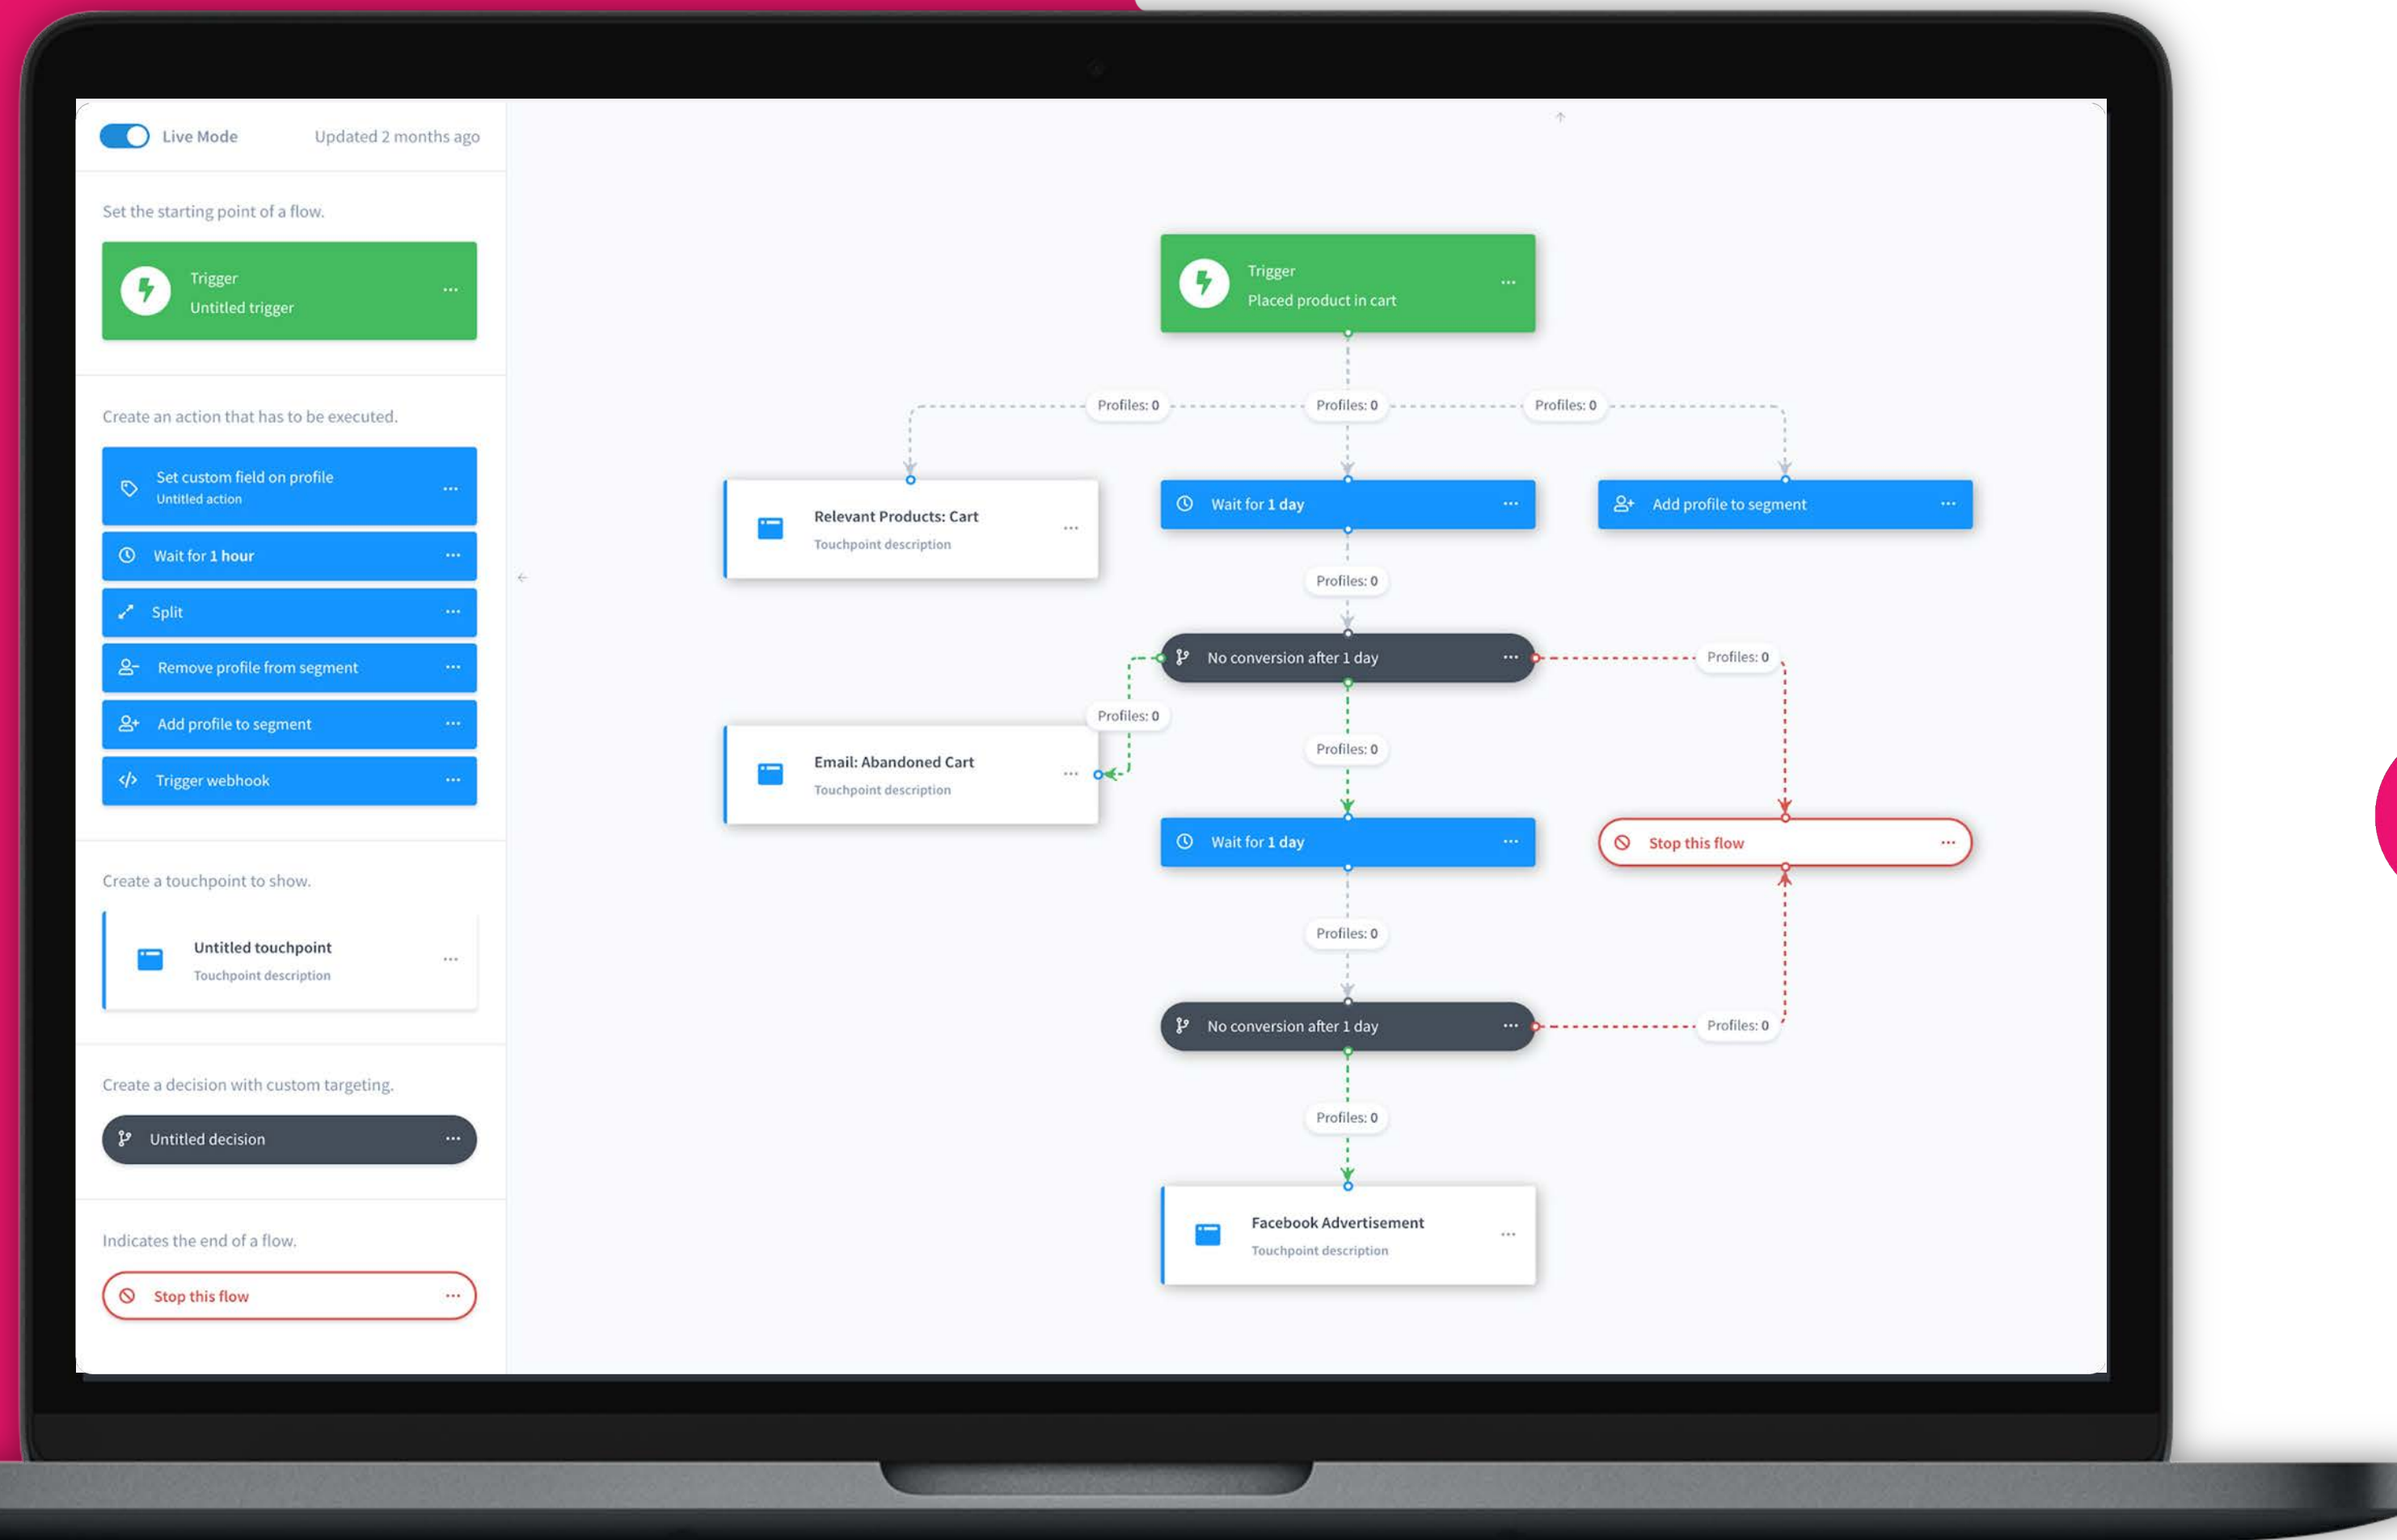 Live Mode
Updated 2 months ago
Set the starting point of a flow.
Trigger
Untitled trigger
Create an action that has to be executed.
Set custom field on profile
Untitled action
Wait for 1 hour
Split
Remove profile from segment
Add profile to segment
Trigger webhook
Create a touchpoint to show.
Untitled touchpoint
Touchpoint description
Create a decision with custom targeting.
Untitled decision
Indicates the end of a flow.
Stop this flow
Trigger
Placed product in cart
Profiles: 0
Profiles: 0
Profiles: 0
Relevant Products: Cart
Touchpoint description
Wait for 1 day
Add profile to segment
Profiles: 0
No conversion after 1 day
Profiles: 0
Profiles: 0
Profiles: 0
Email: Abandoned Cart
Touchpoint description
Wait for 1 day
Stop this flow
Profiles: 0
No conversion after 1 day
Profiles: 0
Profiles: 0
Facebook Advertisement
Touchpoint description